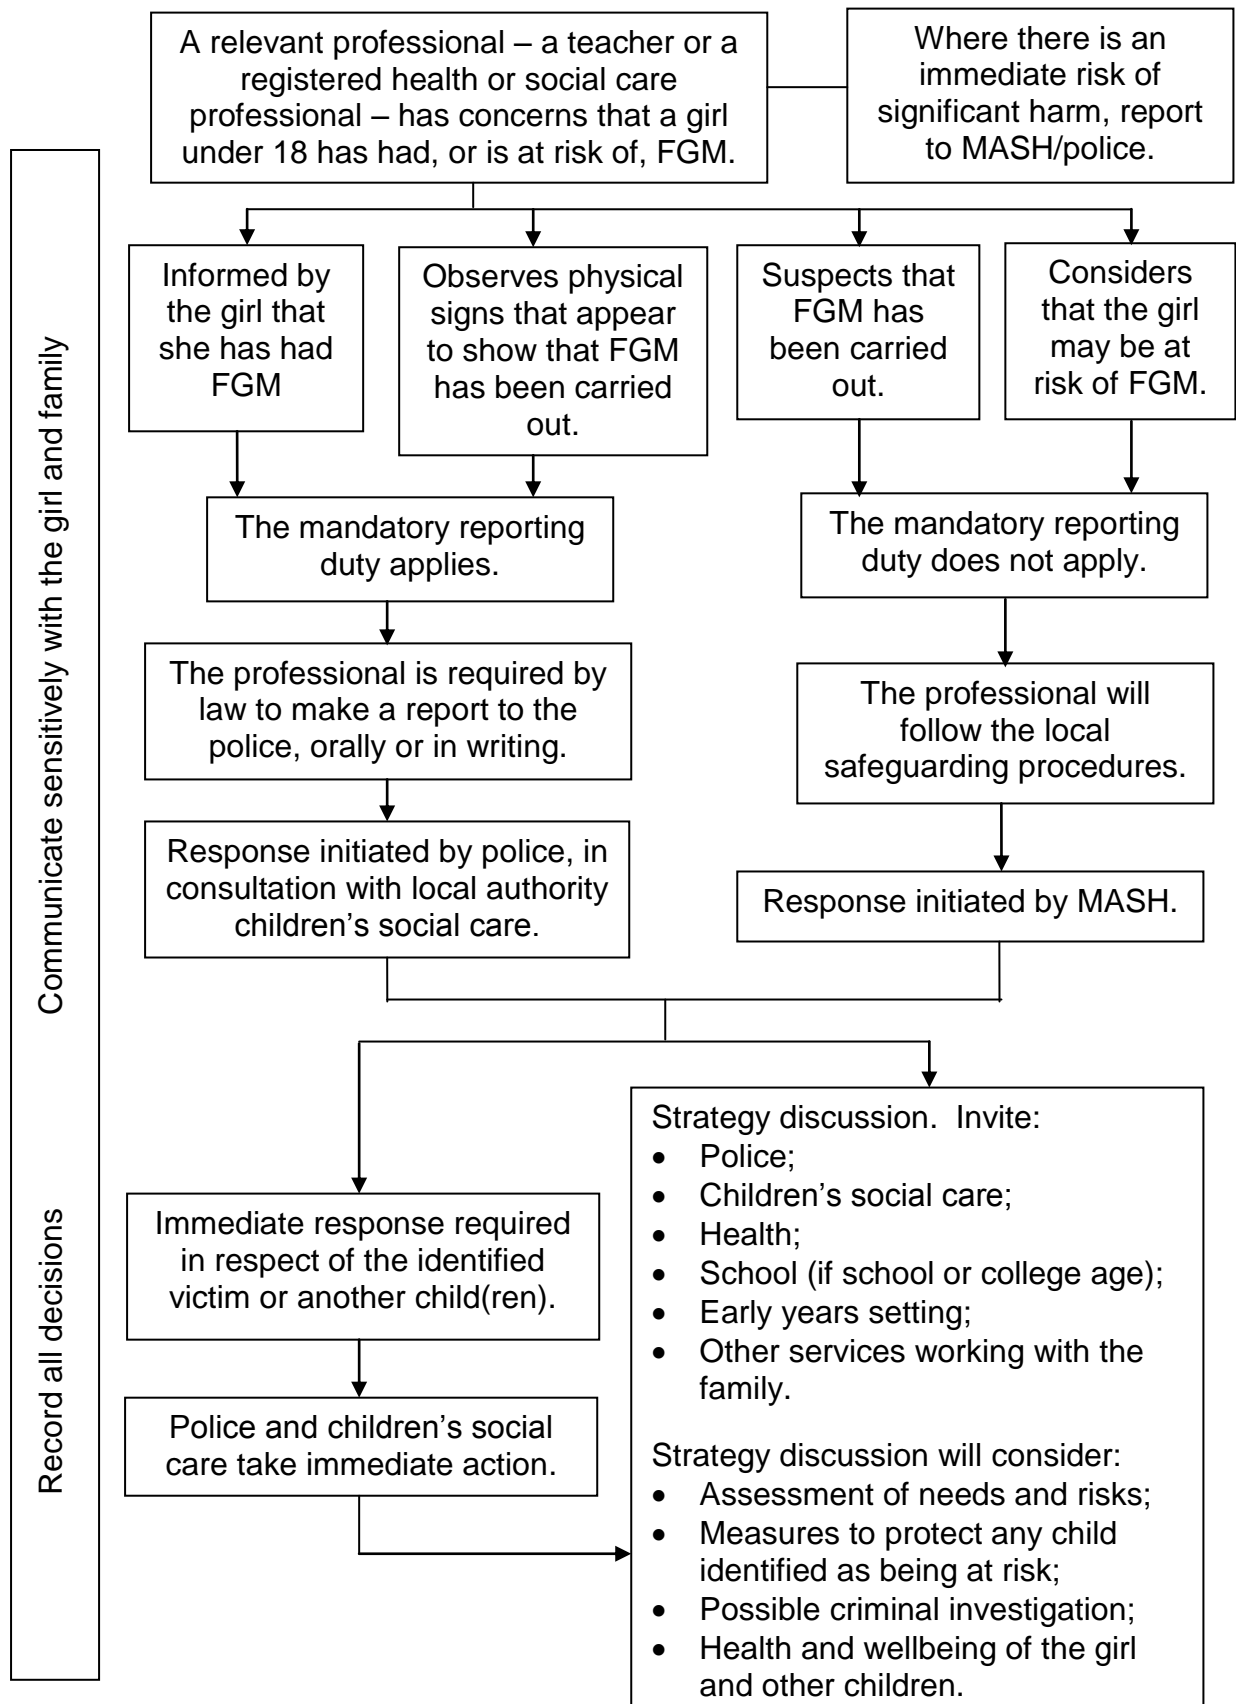 A relevant professional – a teacher or a
registered health or social care
professional – has concerns that a girl
under 18 has had, or is at risk of, FGM.
Where there is an
immediate risk of
significant harm, report
to MASH/police.
Informed by
the girl that
she has had
FGM
Observes physical
signs that appear
to show that FGM
has been carried
out.
Suspects that
FGM has
been carried
out.
Considers
that the girl
may be at
risk of FGM.
The mandatory reporting
duty applies.
The mandatory reporting
duty does not apply.
The professional is required by
law to make a report to the
police, orally or in writing.
The professional will
follow the local
safeguarding procedures.
Response initiated by police, in
consultation with local authority
children’s social care.
Response initiated by MASH.
Immediate response required
in respect of the identified
victim or another child(ren).
Police and children’s social
care take immediate action.
Strategy discussion.  Invite:
• Police;
• Children’s social care;
• Health;
• School (if school or college age);
• Early years setting;
• Other services working with the
family.
Strategy discussion will consider:
• Assessment of needs and risks;
• Measures to protect any child
identified as being at risk;
• Possible criminal investigation;
• Health and wellbeing of the girl
and other children.
Communicate sensitively with the girl and family
Record all decisions